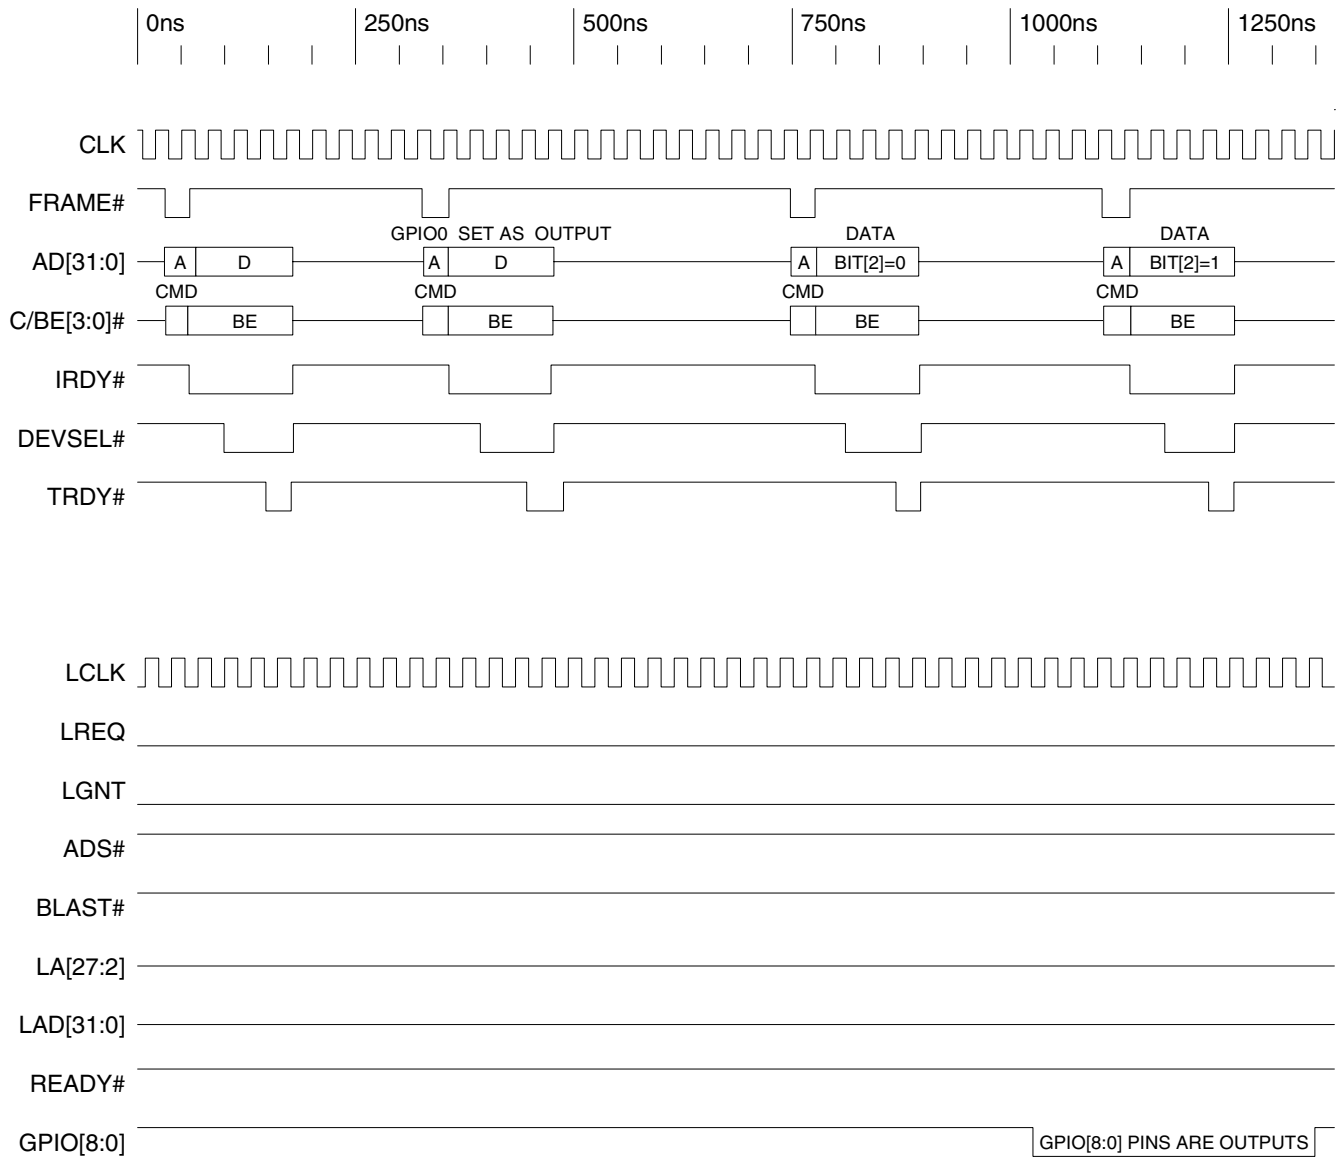 0ns 250ns 500ns 750ns 1000ns 1250ns
CLK
FRAME#
GPIO0 SET AS OUTPUT DATA DATA
AD[31:0] A D A D A BIT[2]=0 A BIT[2]=1
CMD CMD CMD CMD
C/BE[3:0]# BE BE BE BE
IRDY#
DEVSEL#
TRDY#
LCLK
LREQ
LGNT
ADS#
BLAST#
LA[27:2]
LAD[31:0]
READY#
GPIO[8:0] GPIO[8:0] PINS ARE OUTPUTS